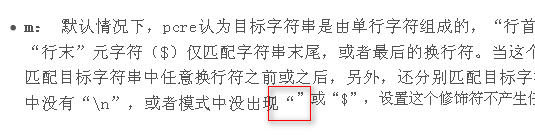 • m： 默认情况下，pcre认为目标字符串是由单行字符组成的，“行首
“行末”元字符（$）仅匹配字符串末尾，或者最后的换行符。当这个
匹配目标字符串中任意换行符之前或之后，另外，还分别匹配目标字
中没有“\n”，或者模式中没出现“ ”或“$”，设置这个修饰符不产生任